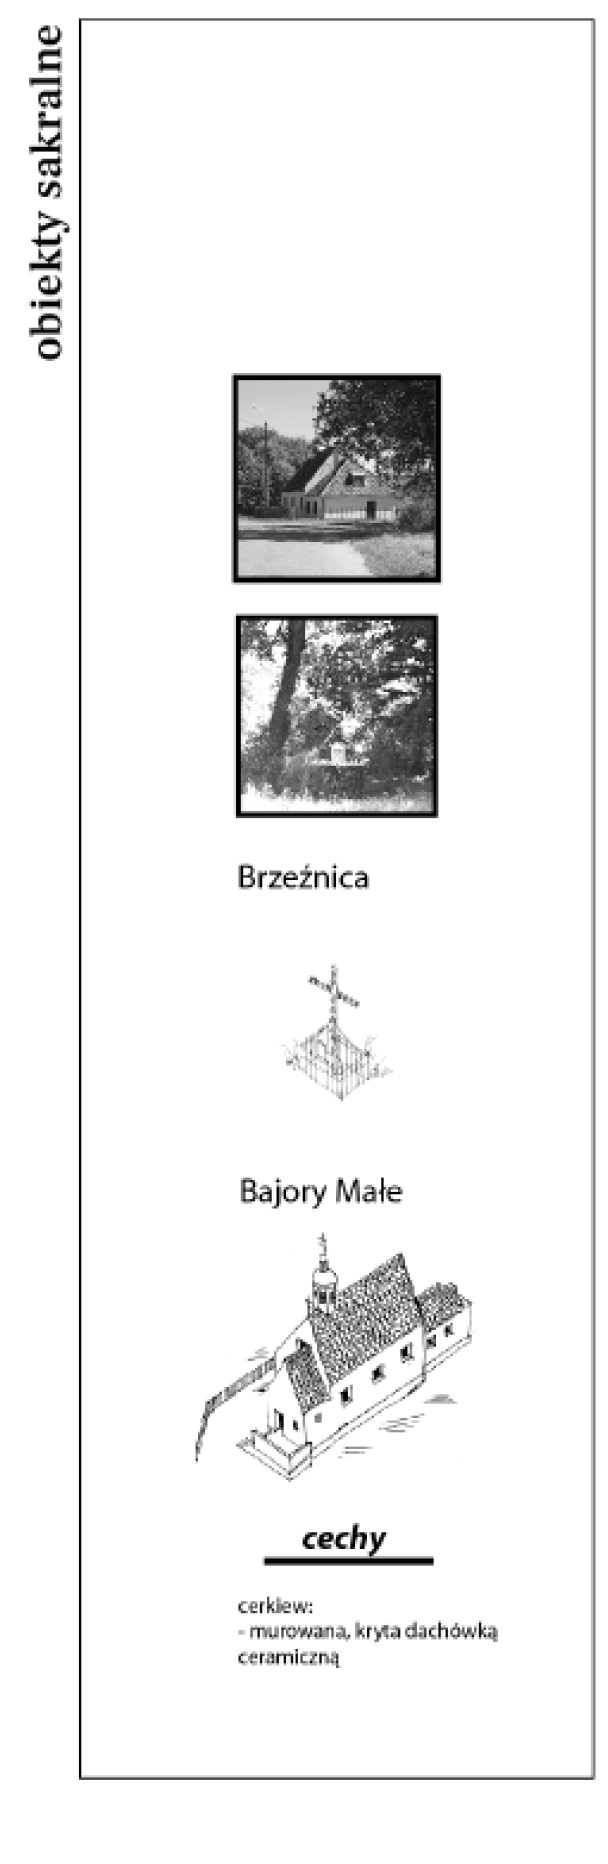 obiekty sakralne
Brzeźnica
Bajory Małe
cechy
cerkiew:
- murowana, kryta dachówką
ceramiczną